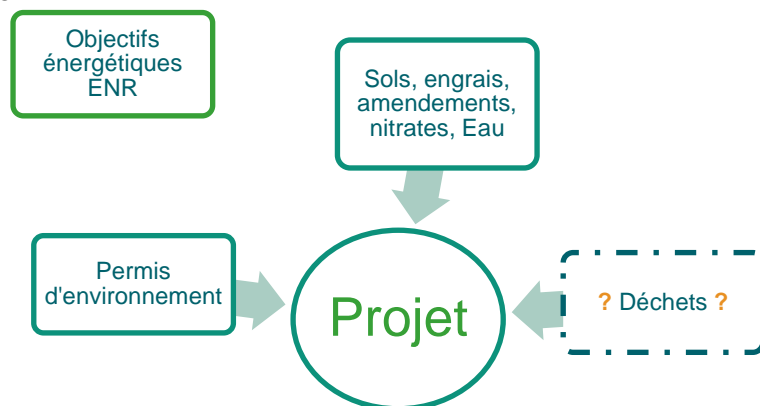 Objectifs
énergétiques
ENR
Sols, engrais,
amendements,
nitrates, Eau
Permis
d'environnement
Projet
? Déchets ?